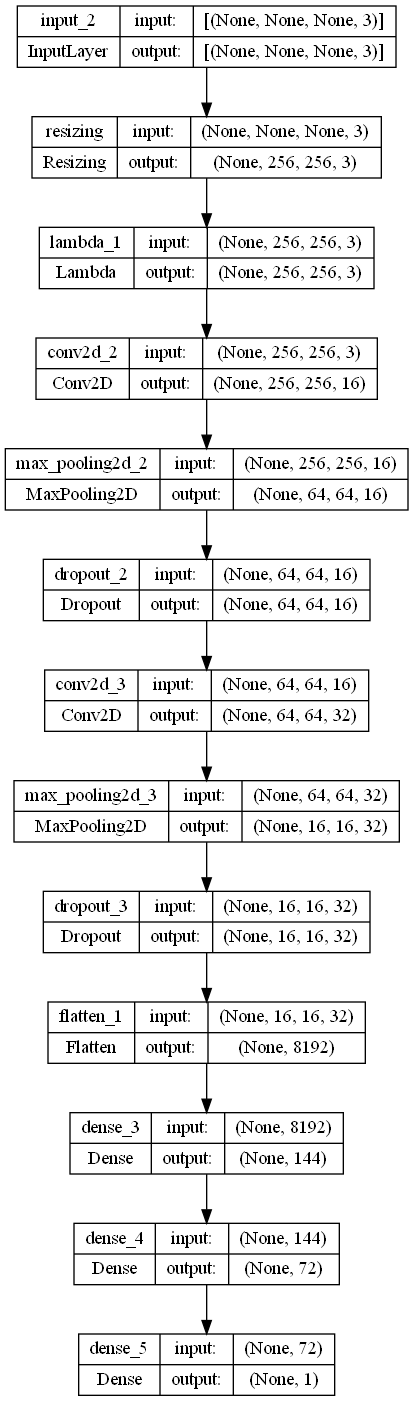 input_2 input: [(None, None, None, 3)]
InputLayer output: [(None, None, None, 3)]
resizing input: (None, None, None, 3)
Resizing output: (None, 256, 256, 3)
lambda_1 input: (None, 256, 256, 3)
Lambda output: (None, 256, 256, 3)
conv2d_2 input: (None, 256, 256, 3)
Conv2D output: (None, 256, 256, 16)
max_pooling2d_2 input: (None, 256, 256, 16)
MaxPooling2D output: (None, 64, 64, 16)
dropout_2 input: (None, 64, 64, 16)
Dropout output: (None, 64, 64, 16)
conv2d_3 input: (None, 64, 64, 16)
Conv2D output: (None, 64, 64, 32)
max_pooling2d_3 input: (None, 64, 64, 32)
MaxPooling2D output: (None, 16, 16, 32)
dropout_3 input: (None, 16, 16, 32)
Dropout output: (None, 16, 16, 32)
flatten_1 input: (None, 16, 16, 32)
Flatten output: (None, 8192)
dense_3 input: (None, 8192)
Dense output: (None, 144)
dense_4 input: (None, 144)
Dense output: (None, 72)
dense_5 input: (None, 72)
Dense output: (None, 1)